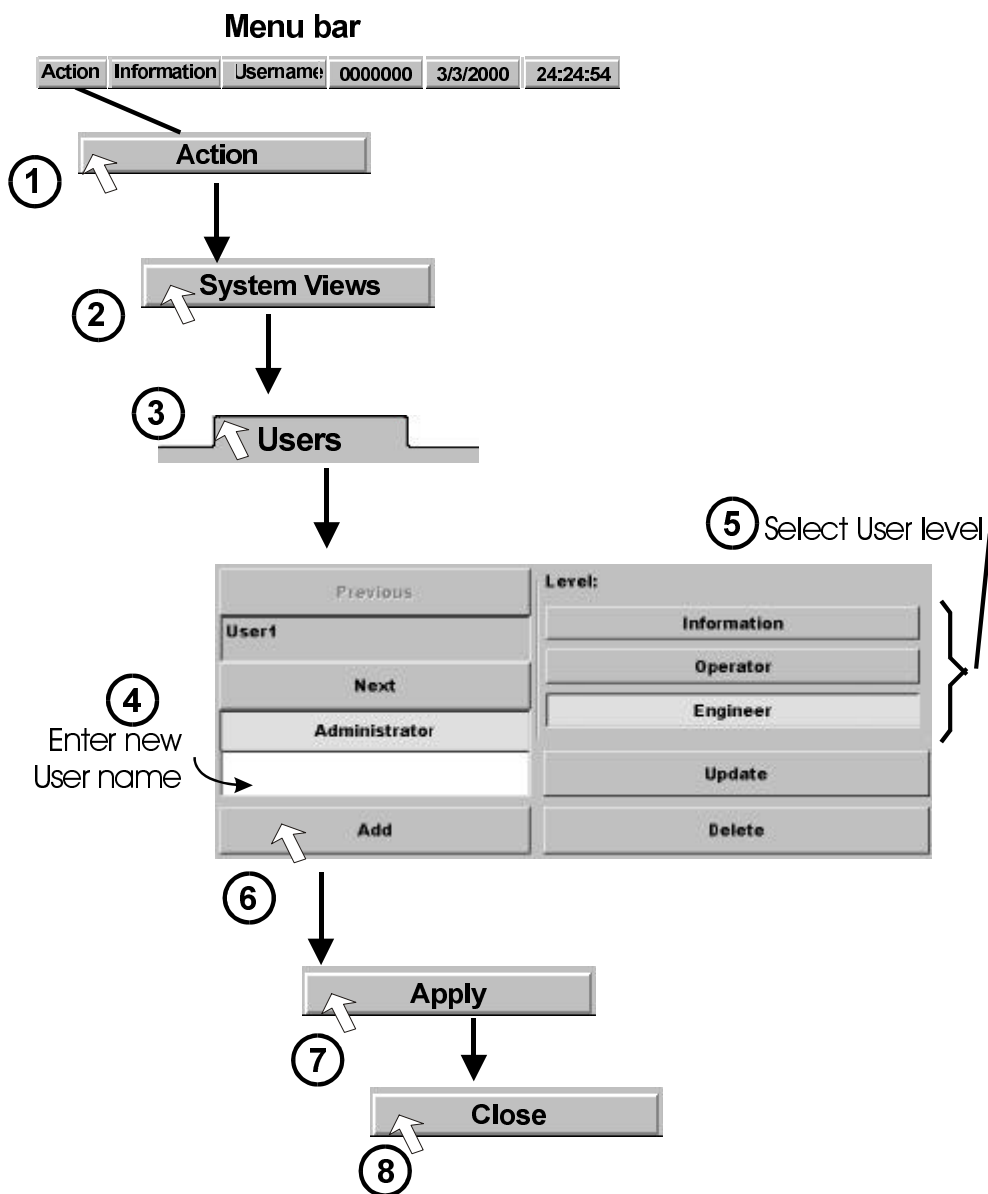 Menu bar
Action Information Username 0000000 3/3/2000 24:24:54
1 Action
2 System Views
3 Users
5 Select User level
Previous
User1
Next
Administrator
4
Enter new
User name
Add
Level:
Information
Operator
Engineer
Update
Delete
6
Apply
7
Close
8